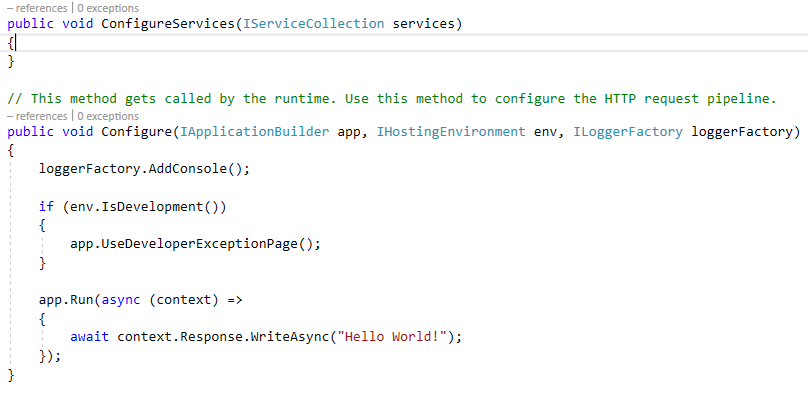 – references | 0 exceptions
public void ConfigureServices(IServiceCollection services)
{
}
// This method gets called by the runtime. Use this method to configure the HTTP request pipeline.
– references | 0 exceptions
public void Configure(IApplicationBuilder app, IHostingEnvironment env, ILoggerFactory loggerFactory)
{
    loggerFactory.AddConsole();
    if (env.IsDevelopment())
    {
        app.UseDeveloperExceptionPage();
    }
    app.Run(async (context) =>
    {
        await context.Response.WriteAsync("Hello World!");
    });
}